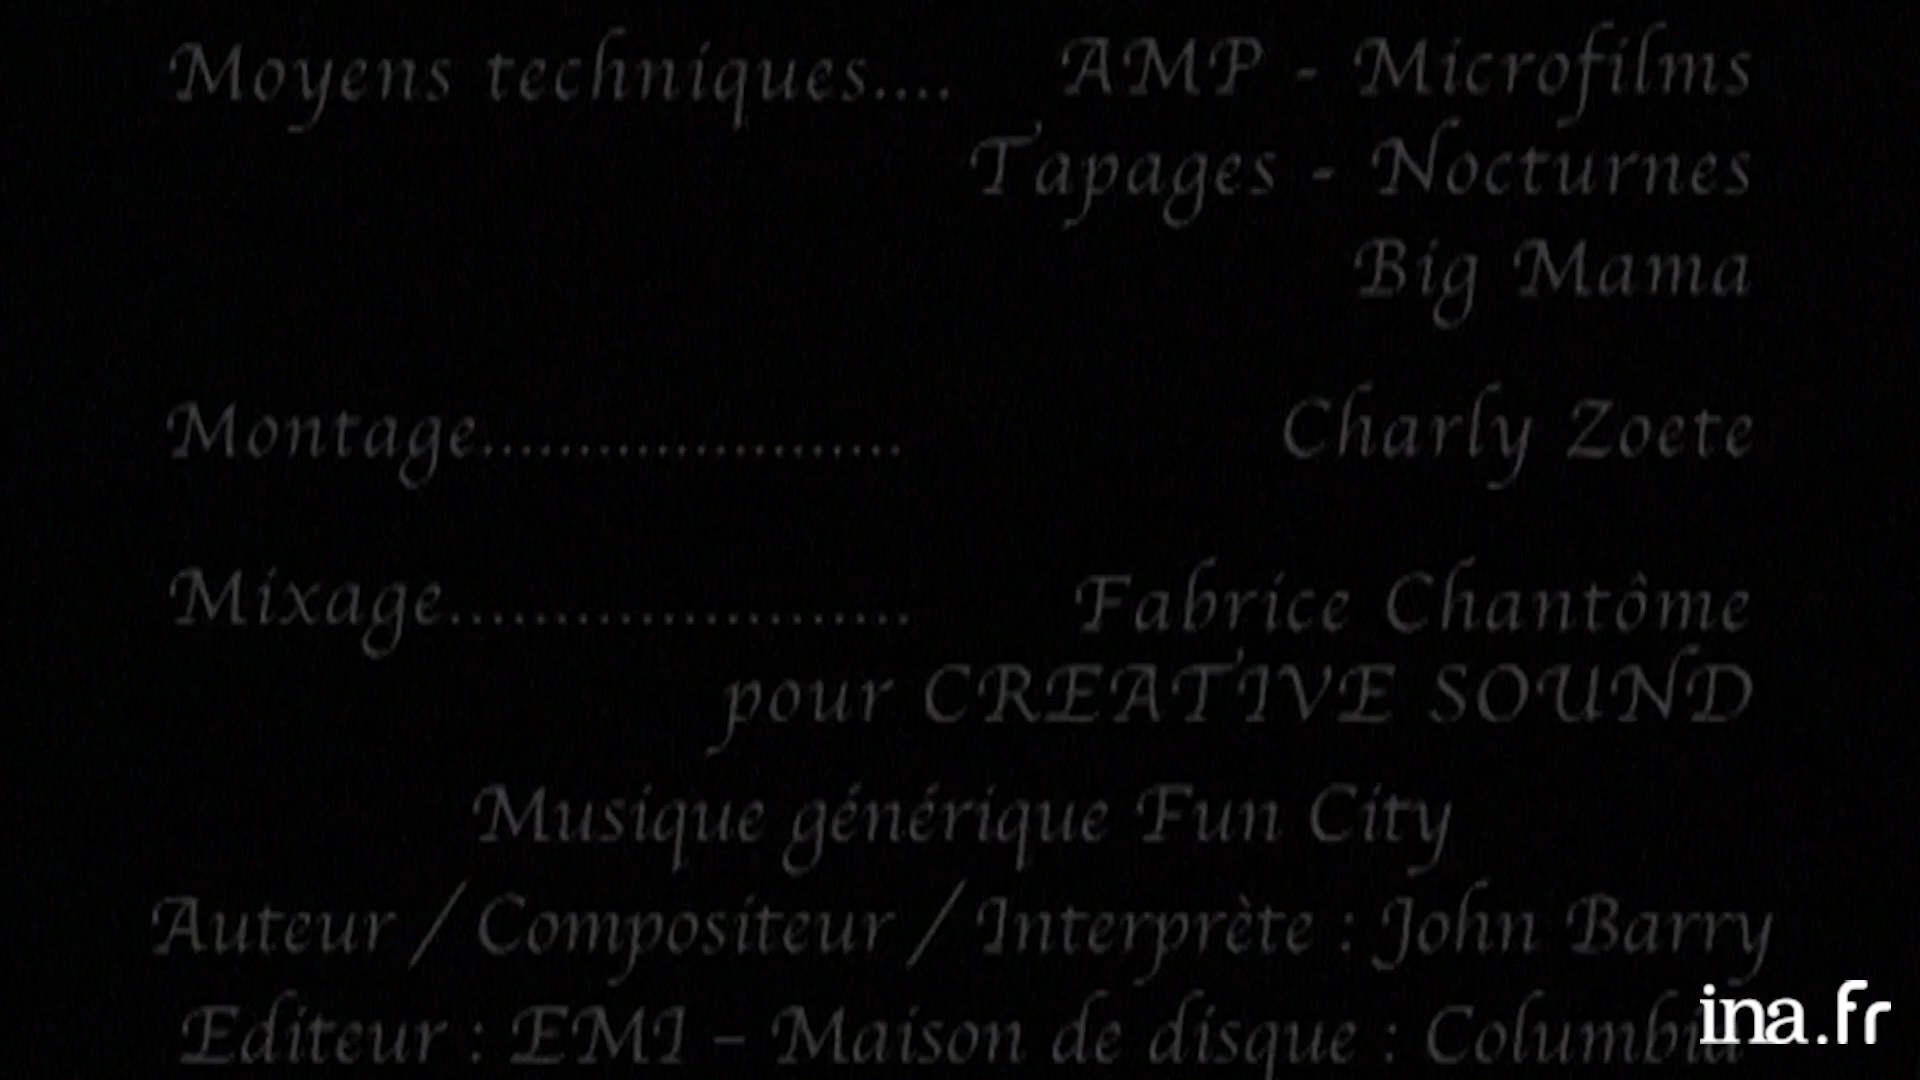 Moyens techniques.... AMP - Microfilms
Tapages - Nocturnes
Big Mama
Montage...................... Charly Zoete
Mixage...................... Fabrice Chantôme
pour CREATIVE SOUND
Musique générique Fun City
Auteur / Compositeur / Interprète : John Barry
Editeur : EMI - Maison de disque : Columbia
ina.fr